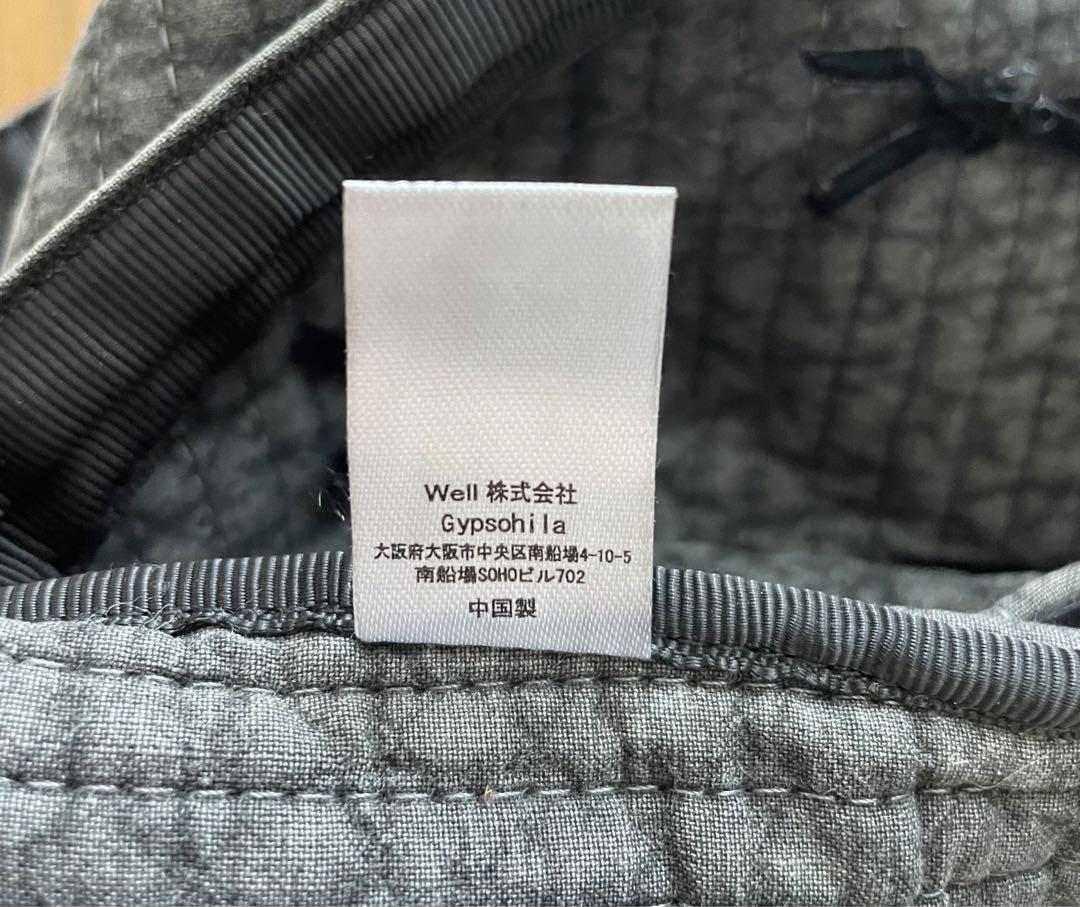 Well 株式会社
Gypsohila
大阪府大阪市中央区南船場4-10-5
南船場SOHOビル702
中国製